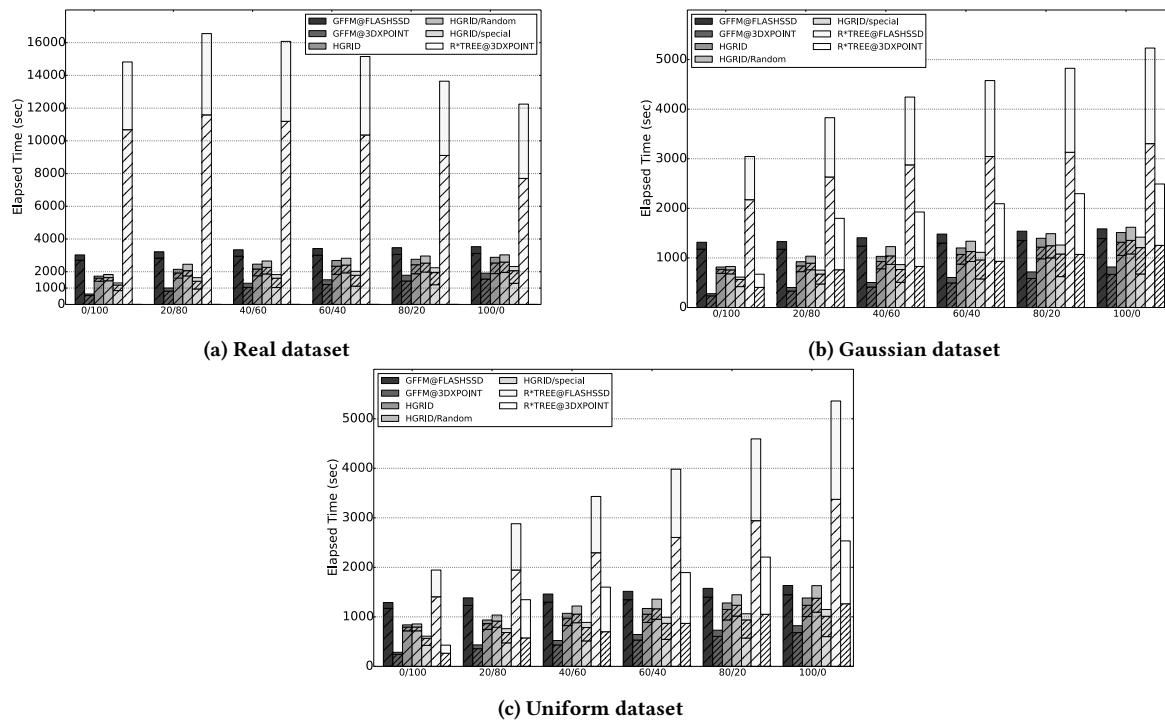 16000
14000
12000
10000
8000
6000
4000
2000
1000
0
Elapsed Time (sec)
GFFM@FLASHSSD
GFFM@3DXPOINT
HGRID
HGRID/Random
HGRID/special
R*TREE@3DXPOINT
0/100
20/80
40/60
60/40
80/20
100/0
(a) Real dataset
5000
4000
3000
2000
1000
0
Elapsed Time (sec)
GFFM@FLASHSSD
GFFM@3DXPOINT
HGRID
HGRID/Random
HGRID/special
R*TREE@FLASHSSD
R*TREE@3DXPOINT
0/100
20/80
40/60
60/40
80/20
100/0
(b) Gaussian dataset
5000
4000
3000
2000
1000
0
Elapsed Time (sec)
GFFM@FLASHSSD
GFFM@3DXPOINT
HGRID
HGRID/Random
HGRID/special
R*TREE@FLASHSSD
R*TREE@3DXPOINT
0/100
20/80
40/60
60/40
80/20
100/0
(c) Uniform dataset